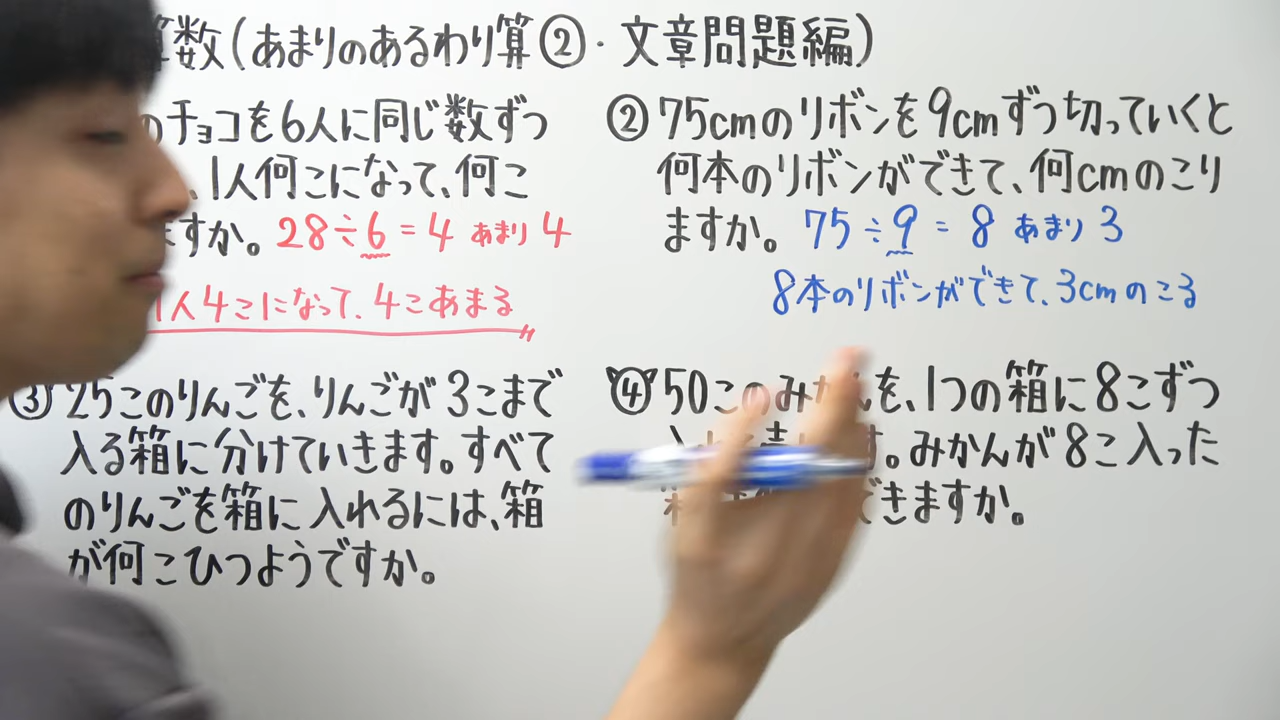 算数(あまりのあるわり算②・文章問題編)
のチョコを6人に同じ数ずつ
、1人何こになって、何こ
ますか。28÷6=4あまり4
1人4こになって、4こあまる
②75cmのリボンを9cmずつ切っていくと
何本のリボンができて、何cmのこり
ますか。75÷9=8あまり3
8本のリボンができて、3cmのこる
③25このりんごを、りんごが3こまで
入る箱に分けていきます。すべて
のりんごを箱に入れるには、箱
が何こひつようですか。
④50このみかんを、1つの箱に8こずつ
す。みかんが8こ入った
できますか。